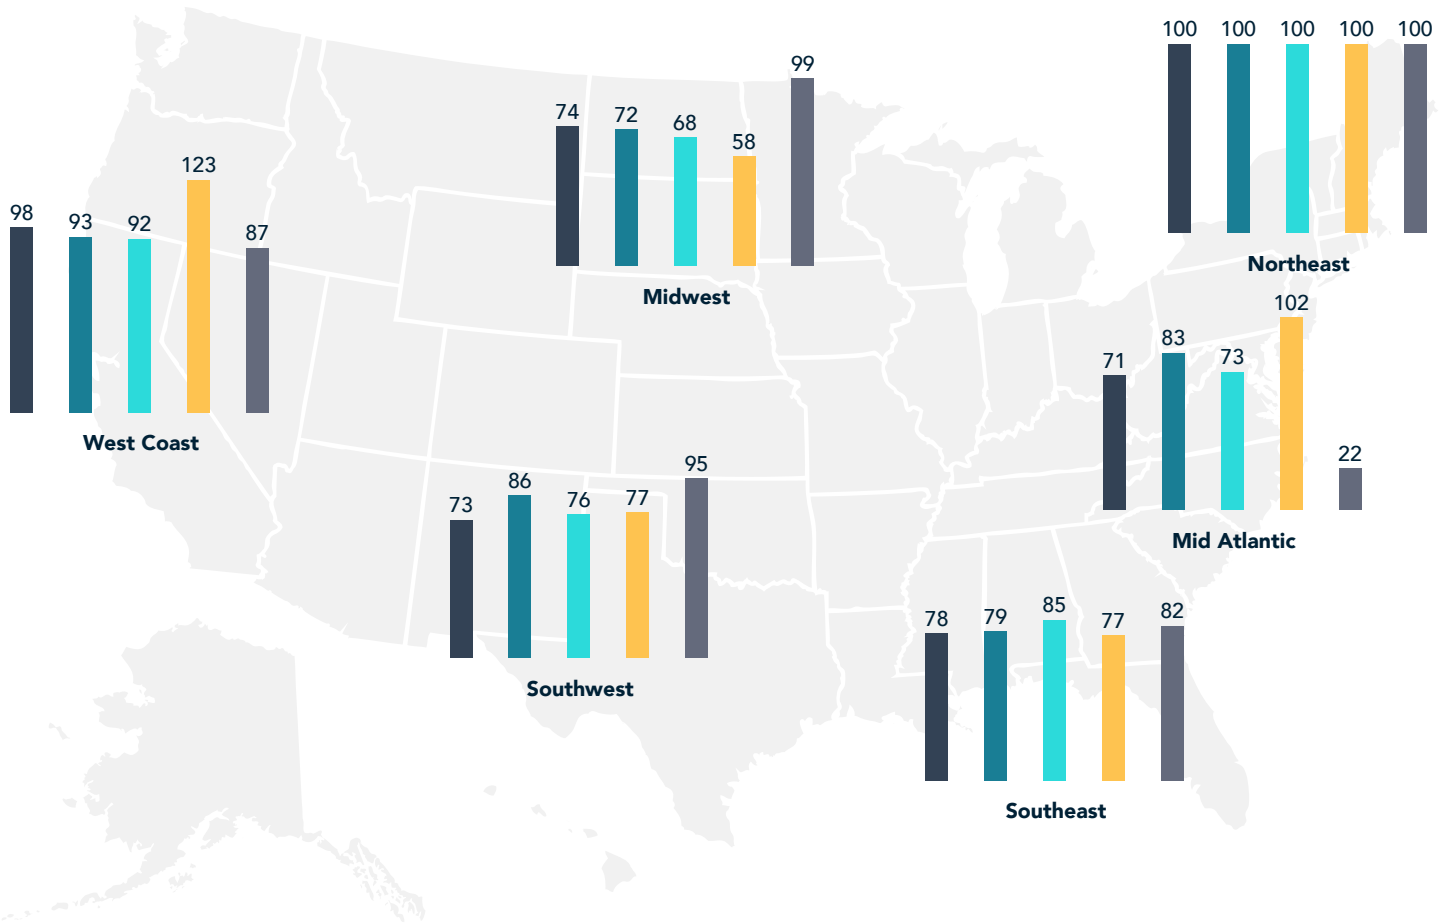 100 100 100 100 100
Northeast
74 72 68 58 99
Midwest
98 93 92 123 87
West Coast
71 83 73 102 22
Mid Atlantic
73 86 76 77 95
Southwest
78 79 85 77 82
Southeast